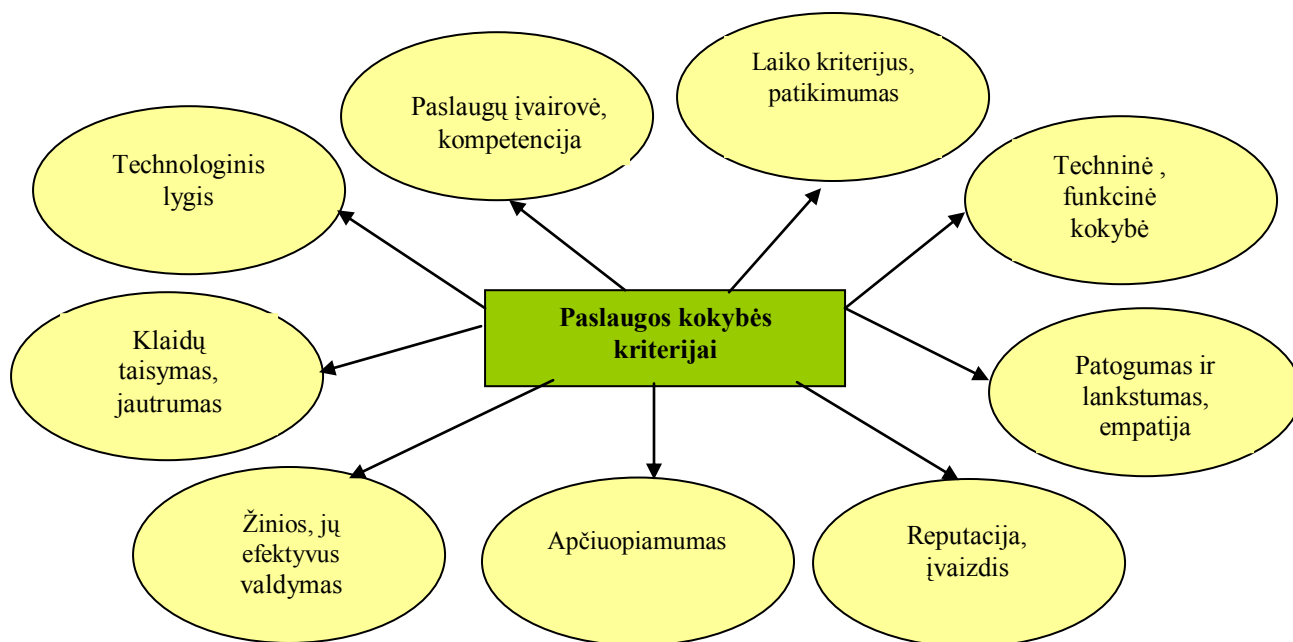 Laiko kriterijus,
patikimumas
Paslaugų įvairovė,
kompetencija
Technologinis
lygis
Techninė ,
funkcinė
kokybė
Paslaugos kokybės
kriterijai
Klaidų
taisymas,
jautrumas
Patogumas ir
lankstumas,
empatija
Žinios, jų
efektyvus
valdymas
Apčiuopiamumas
Reputacija,
įvaizdis